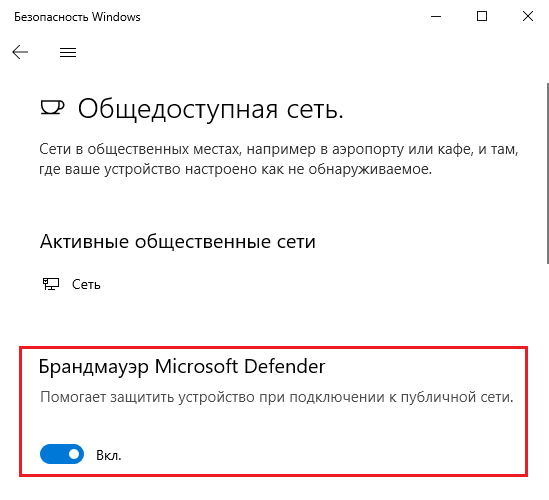 Безопасность Windows
Общедоступная сеть.
Сети в общественных местах, например в аэропорту или кафе, и там,
где ваше устройство настроено как не обнаруживаемое.
Активные общественные сети
Сеть
Брандмауэр Microsoft Defender
Помогает защитить устройство при подключении к публичной сети.
Вкл.